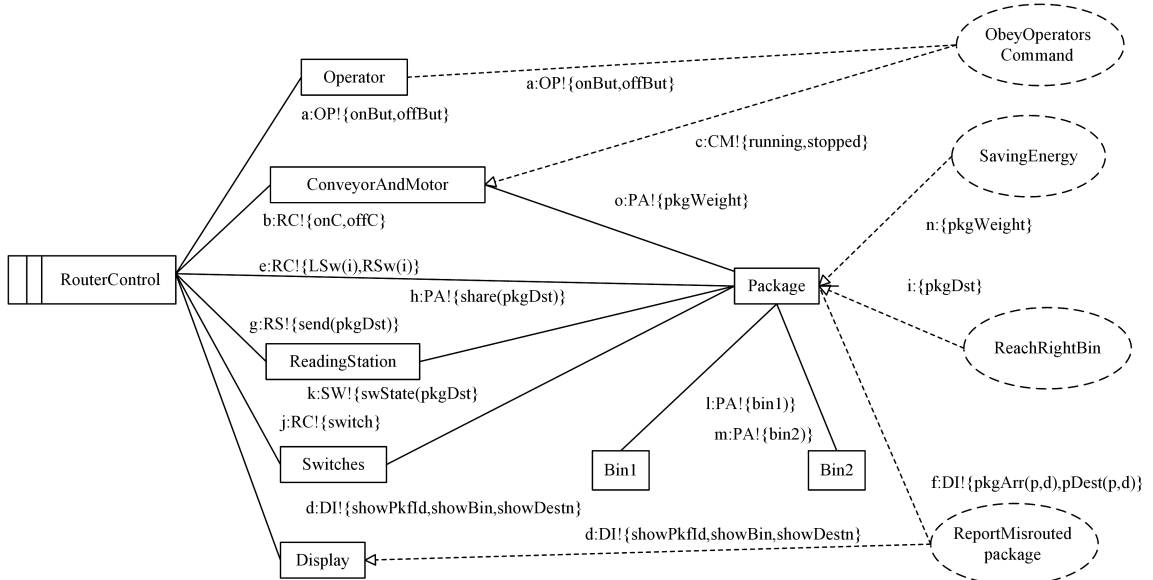 ObeyOperators
Command
Operator
a:OP!{onBut,offBut}
a:OP!{onBut,offBut}
c:CM!{running,stopped}
SavingEnergy
ConveyorAndMotor
o:PA!{pkgWeight}
b:RC!{onC,offC}
n:{pkgWeight}
e:RC!{LSw(i),RSw(i)}
RouterControl
Package
i:{pkgDst}
h:PA!{share(pkgDst)}
g:RS!{send(pkgDst)}
ReachRightBin
ReadingStation
k:SW!{swState(pkgDst}
l:PA!{bin1)}
j:RC!{switch}
m:PA!{bin2)}
Switches
Bin1
Bin2
f:DI!{pkgArr(p,d),pDest(p,d)}
d:DI!{showPkfId,showBin,showDestn}
d:DI!{showPkfId,showBin,showDestn}
ReportMisrouted
package
Display